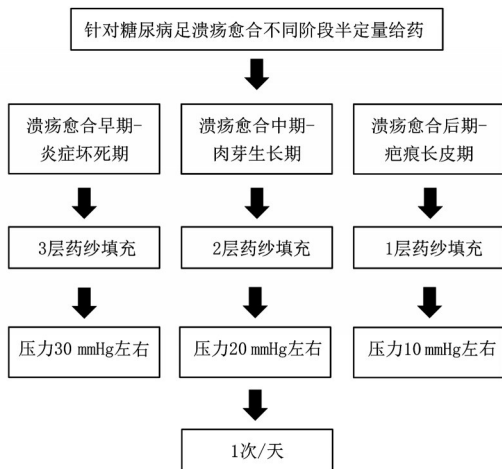 针对糖尿病足溃疡愈合不同阶段半定量给药
溃疡愈合早期-
炎症坏死期
溃疡愈合中期-
肉芽生长期
溃疡愈合后期-
疤痕长皮期
3层药纱填充
2层药纱填充
1层药纱填充
压力30 mmHg左右
压力20 mmHg左右
压力10 mmHg左右
1次/天